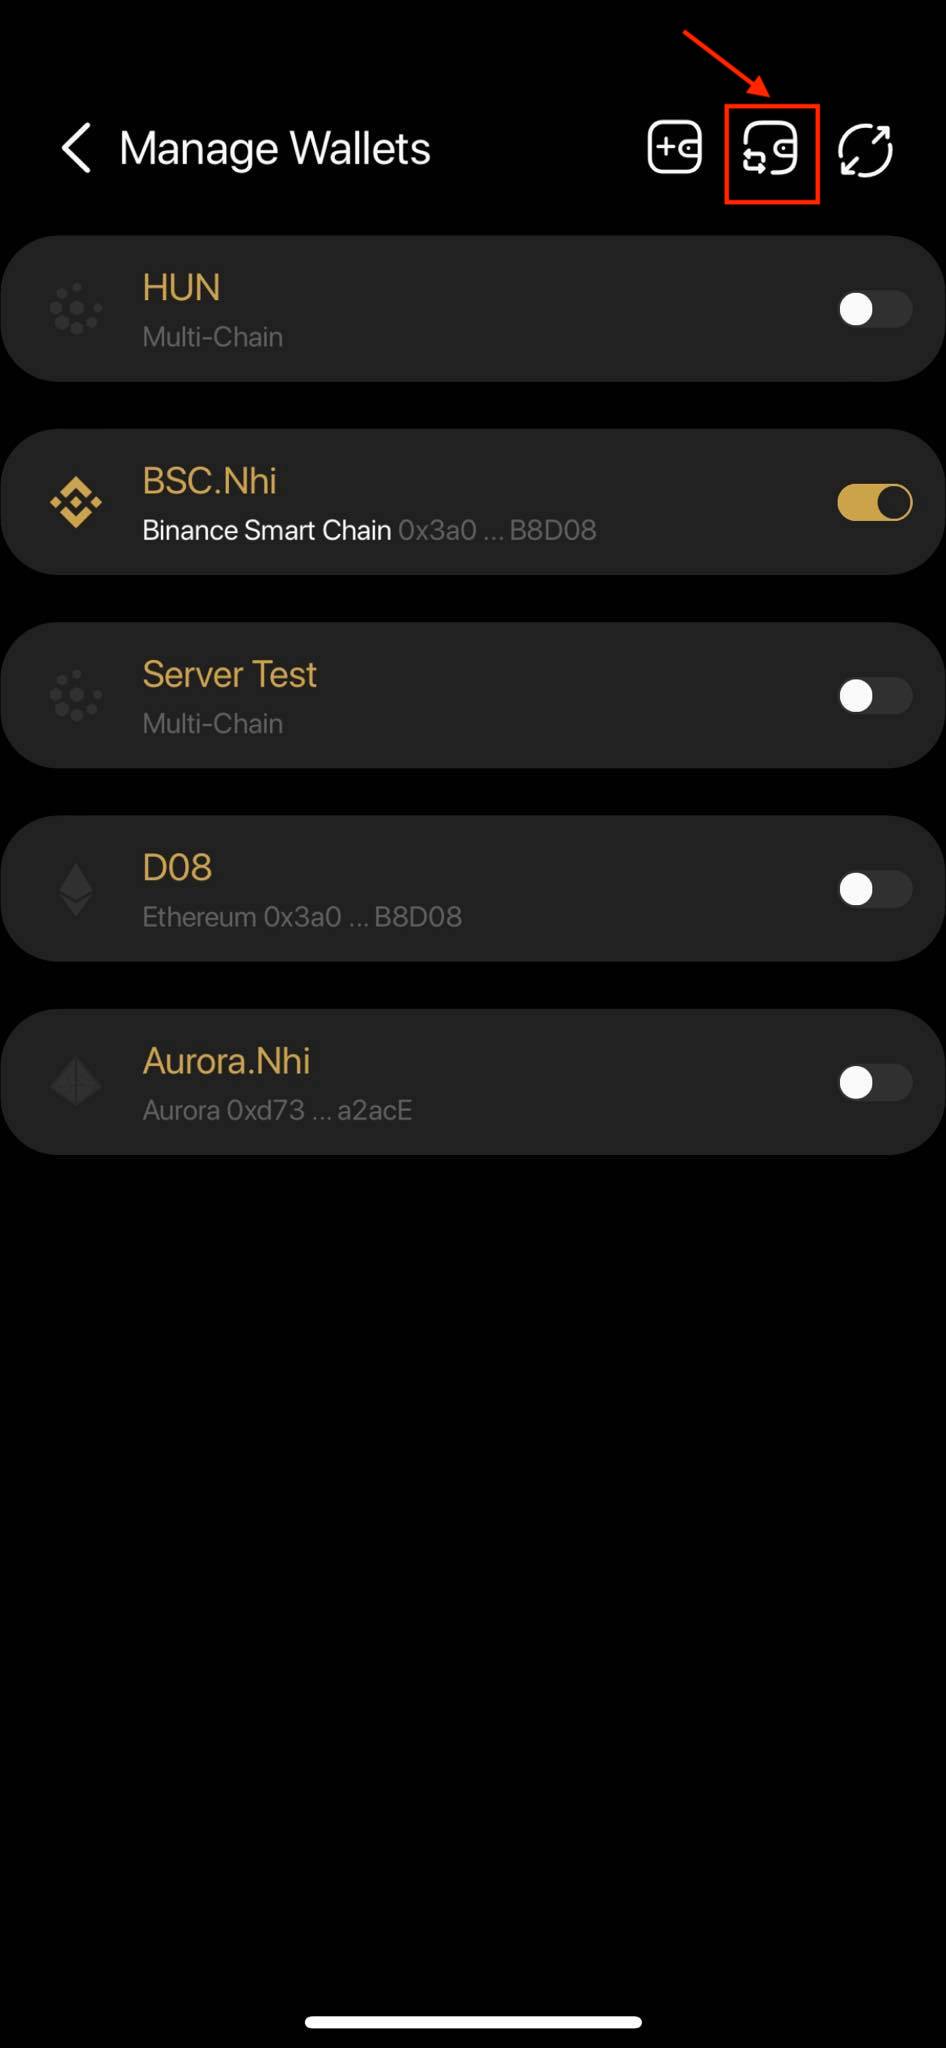 Manage Wallets
HUN
Multi-Chain
BSC.Nhi
Binance Smart Chain 0x3a0 ... B8D08
Server Test
Multi-Chain
D08
Ethereum 0x3a0 ... B8D08
Aurora.Nhi
Aurora 0xd73 ... a2acE